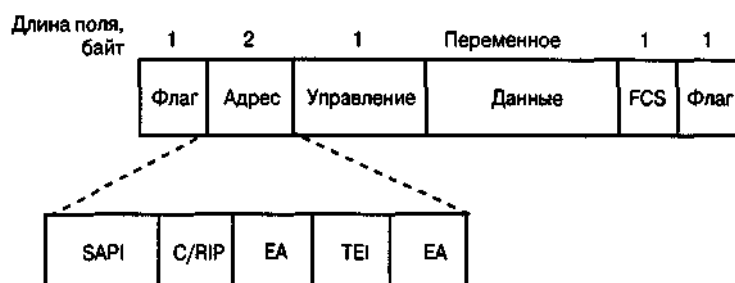 Длина поля,
байт
1 2 1 Переменное 1 1
Флаг Адрес Управление Данные FCS Флаг
SAPI C/RIP EA TEI EA